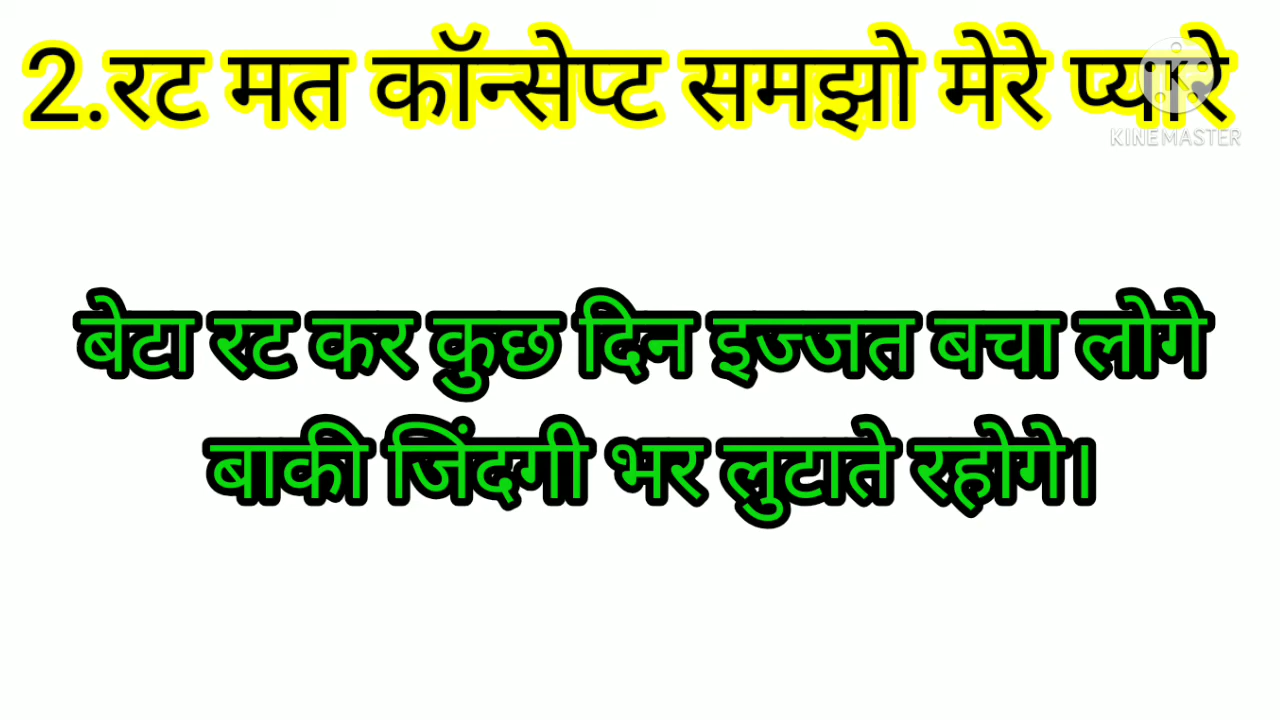 2.रट मत कॉन्सेप्ट समझो मेरे प्यारे
KINEMASTER
बेटा रट कर कुछ दिन इज्जत बचा लोगे
बाकी जिंदगी भर लुटाते रहोगे।